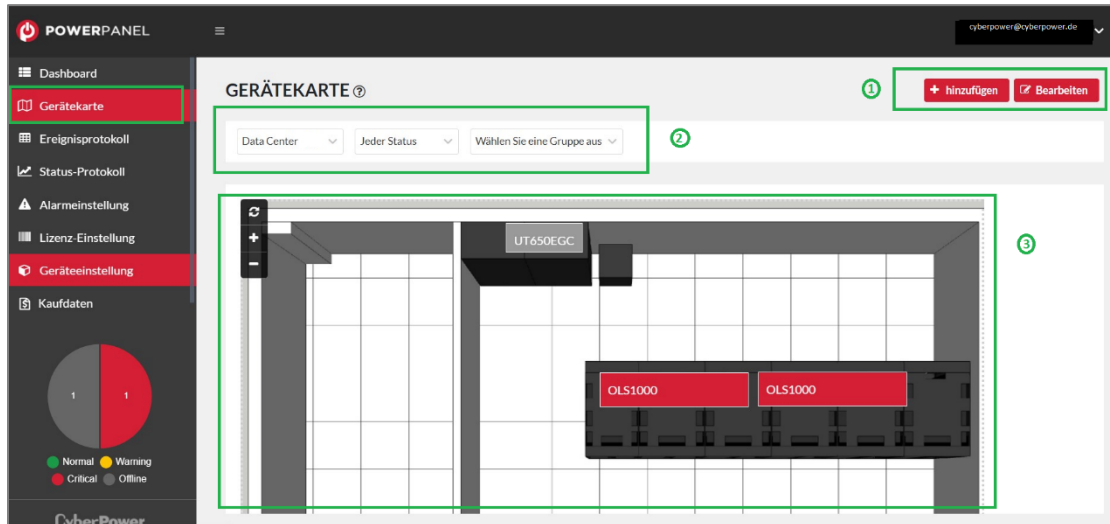 POWERPANEL
cyberpower@cyberpower.de
Dashboard
Gerätekarte
Ereignisprotokoll
Status-Protokoll
Alarmeinstellung
Lizenz-Einstellung
Geräteeinstellung
Kaufdaten
1 1
Normal Warning
Critical Offline
CyberPower
GERÄTEKARTE ?
1
+ hinzufügen Bearbeiten
Data Center Jeder Status Wählen Sie eine Gruppe aus
2
UT650EGC
3
OLS1000 OLS1000